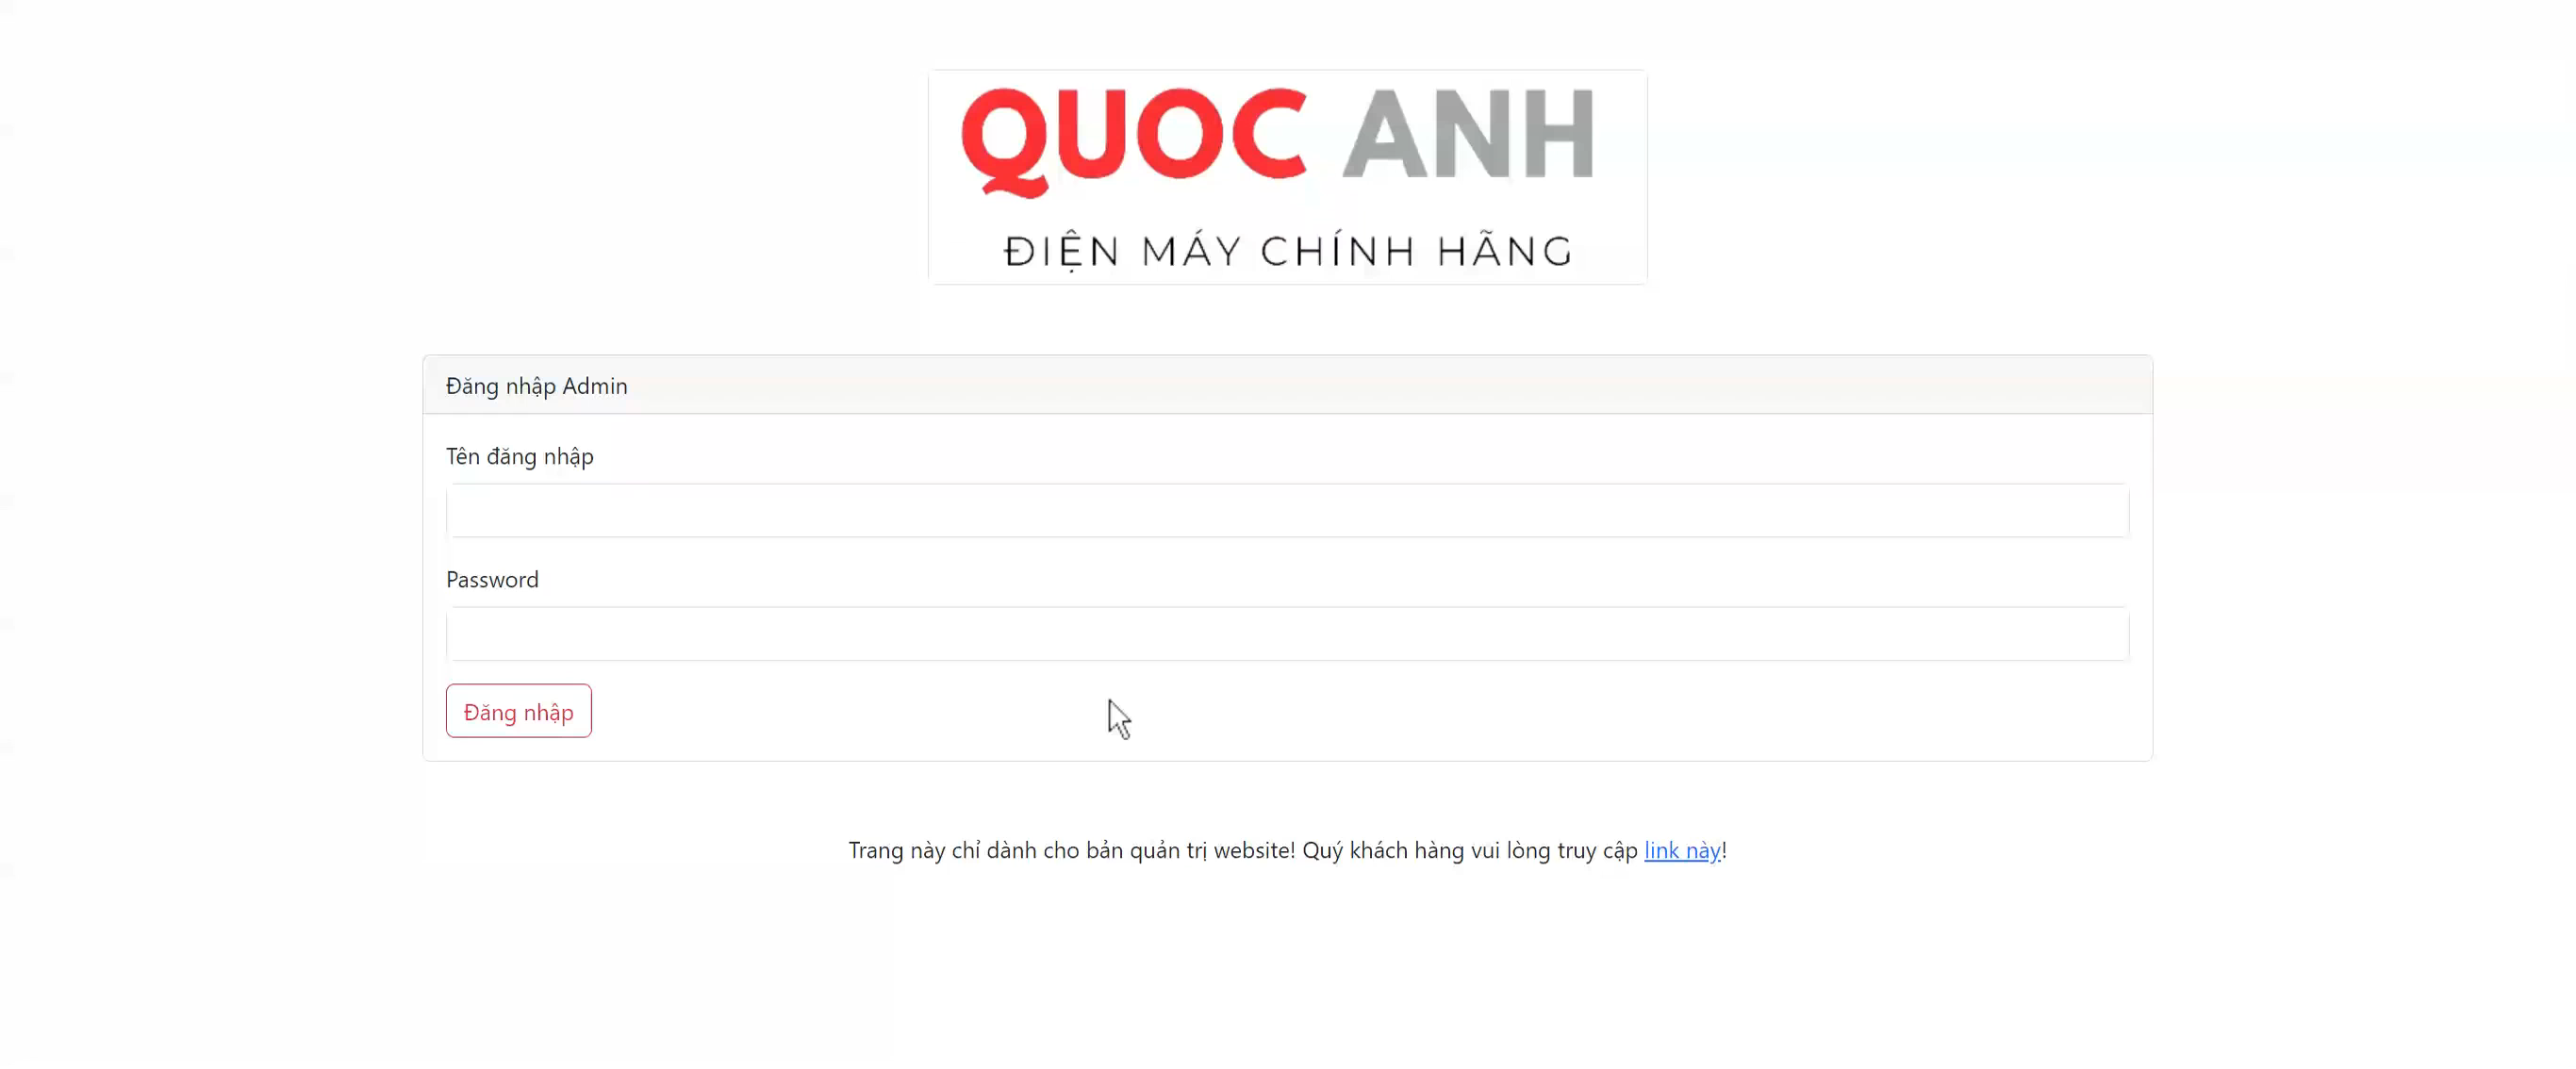 QUOC ANH
ĐIỆN MÁY CHÍNH HÃNG
Đăng nhập Admin
Tên đăng nhập
Password
Đăng nhập
Trang này chỉ dành cho bản quản trị website! Quý khách hàng vui lòng truy cập link này!